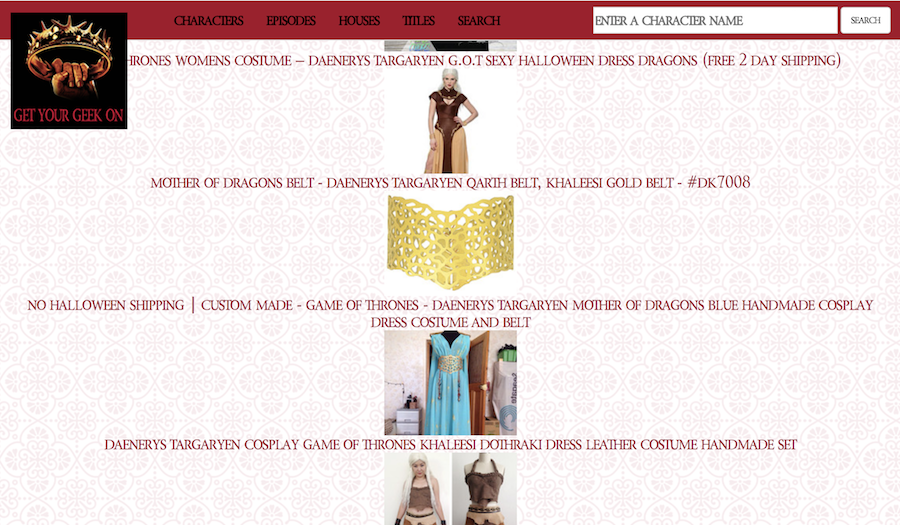 CHARACTERS EPISODES HOUSES TITLES SEARCH
ENTER A CHARACTER NAME
SEARCH
GET YOUR GEEK ON
HRONES WOMENS COSTUME – DAENERYS TARGARYEN G.O.T SEXY HALLOWEEN DRESS DRAGONS (FREE 2 DAY SHIPPING)
MOTHER OF DRAGONS BELT - DAENERYS TARGARYEN QARTH BELT, KHALEESI GOLD BELT - #DK7008
NO HALLOWEEN SHIPPING | CUSTOM MADE - GAME OF THRONES - DAENERYS TARGARYEN MOTHER OF DRAGONS BLUE HANDMADE COSPLAY
DRESS COSTUME AND BELT
DAENERYS TARGARYEN COSPLAY GAME OF THRONES KHALEESI DOTHRAKI DRESS LEATHER COSTUME HANDMADE SET